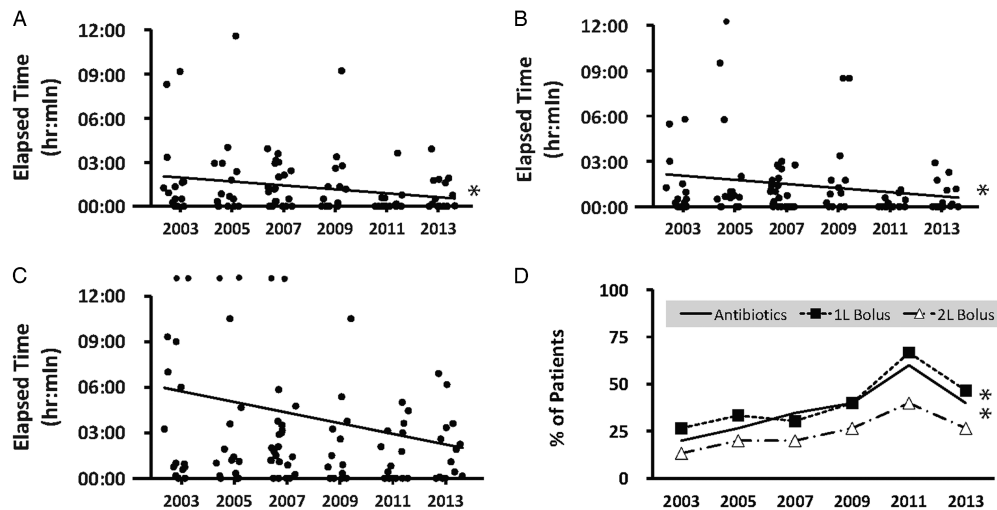 A
Elapsed Time
(hr:mIn)
12:00
09:00
06:00
03:00
00:00
2003 2005 2007 2009 2011 2013
*
B
Elapsed Time
(hr:mIn)
12:00
09:00
06:00
03:00
00:00
2003 2005 2007 2009 2011 2013
*
C
Elapsed Time
(hr:mIn)
12:00
09:00
06:00
03:00
00:00
2003 2005 2007 2009 2011 2013
D
% of Patients
100
75
50
25
0
Antibiotics 1L Bolus 2L Bolus
*
*
2003 2005 2007 2009 2011 2013